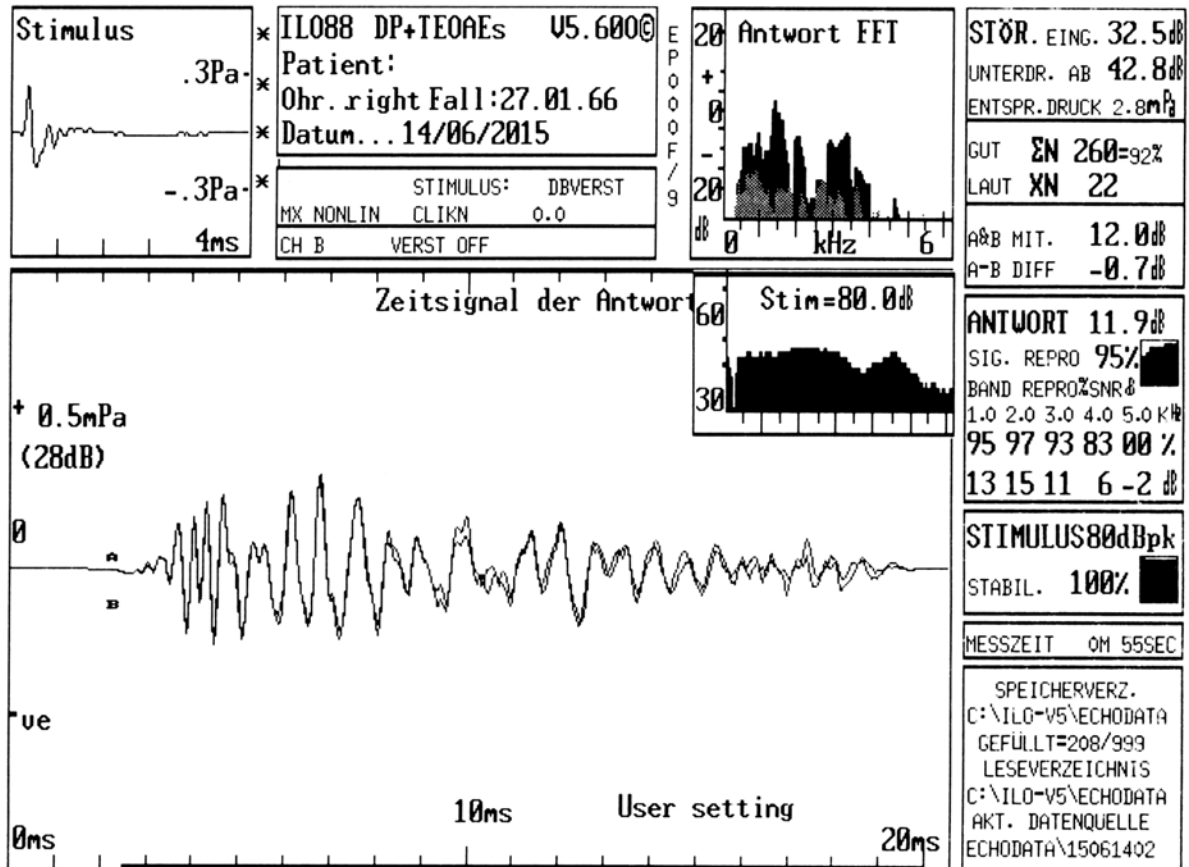 Stimulus
.3Pa
-.3Pa
4ms
*
*
*
*
ILO88 DP+TEOAEs V5.60O©
Patient:
Ohr..right Fall:27.01.66
Datum...14/06/2015
STIMULUS: DBVERST
MX NONLIN CLIKN 0.0
CH B VERST OFF
EP000F/9
Antwort FFT
20
+
0
-
20
dB
0 kHz 6
STÖR. EING. 32.5dB
UNTERDR. AB 42.8dB
ENTSPR.DRUCK 2.8mPa
GUT ΣN 260=92%
LAUT XN 22
A&B MIT. 12.0dB
A-B DIFF -0.7dB
ANTWORT 11.9dB
SIG. REPRO 95%
BAND REPRO%SNR dB
1.0 2.0 3.0 4.0 5.0 KHz
95 97 93 83 00 %
13 15 11 6 -2 dB
STIMULUS80dBpk
STABIL. 100%
MESSZEIT 0M 55SEC
SPEICHERVERZ.
C:\ILO-V5\ECHODATA
GEFÜLLT=208/999
LESEVERZEICHNIS
C:\ILO-V5\ECHODATA
AKT. DATENQUELLE
ECHODATA\15061402
Zeitsignal der Antwort
60
Stim=80.0dB
30
+ 0.5mPa
(28dB)
0
A
B
-ve
10ms
User setting
0ms
20ms